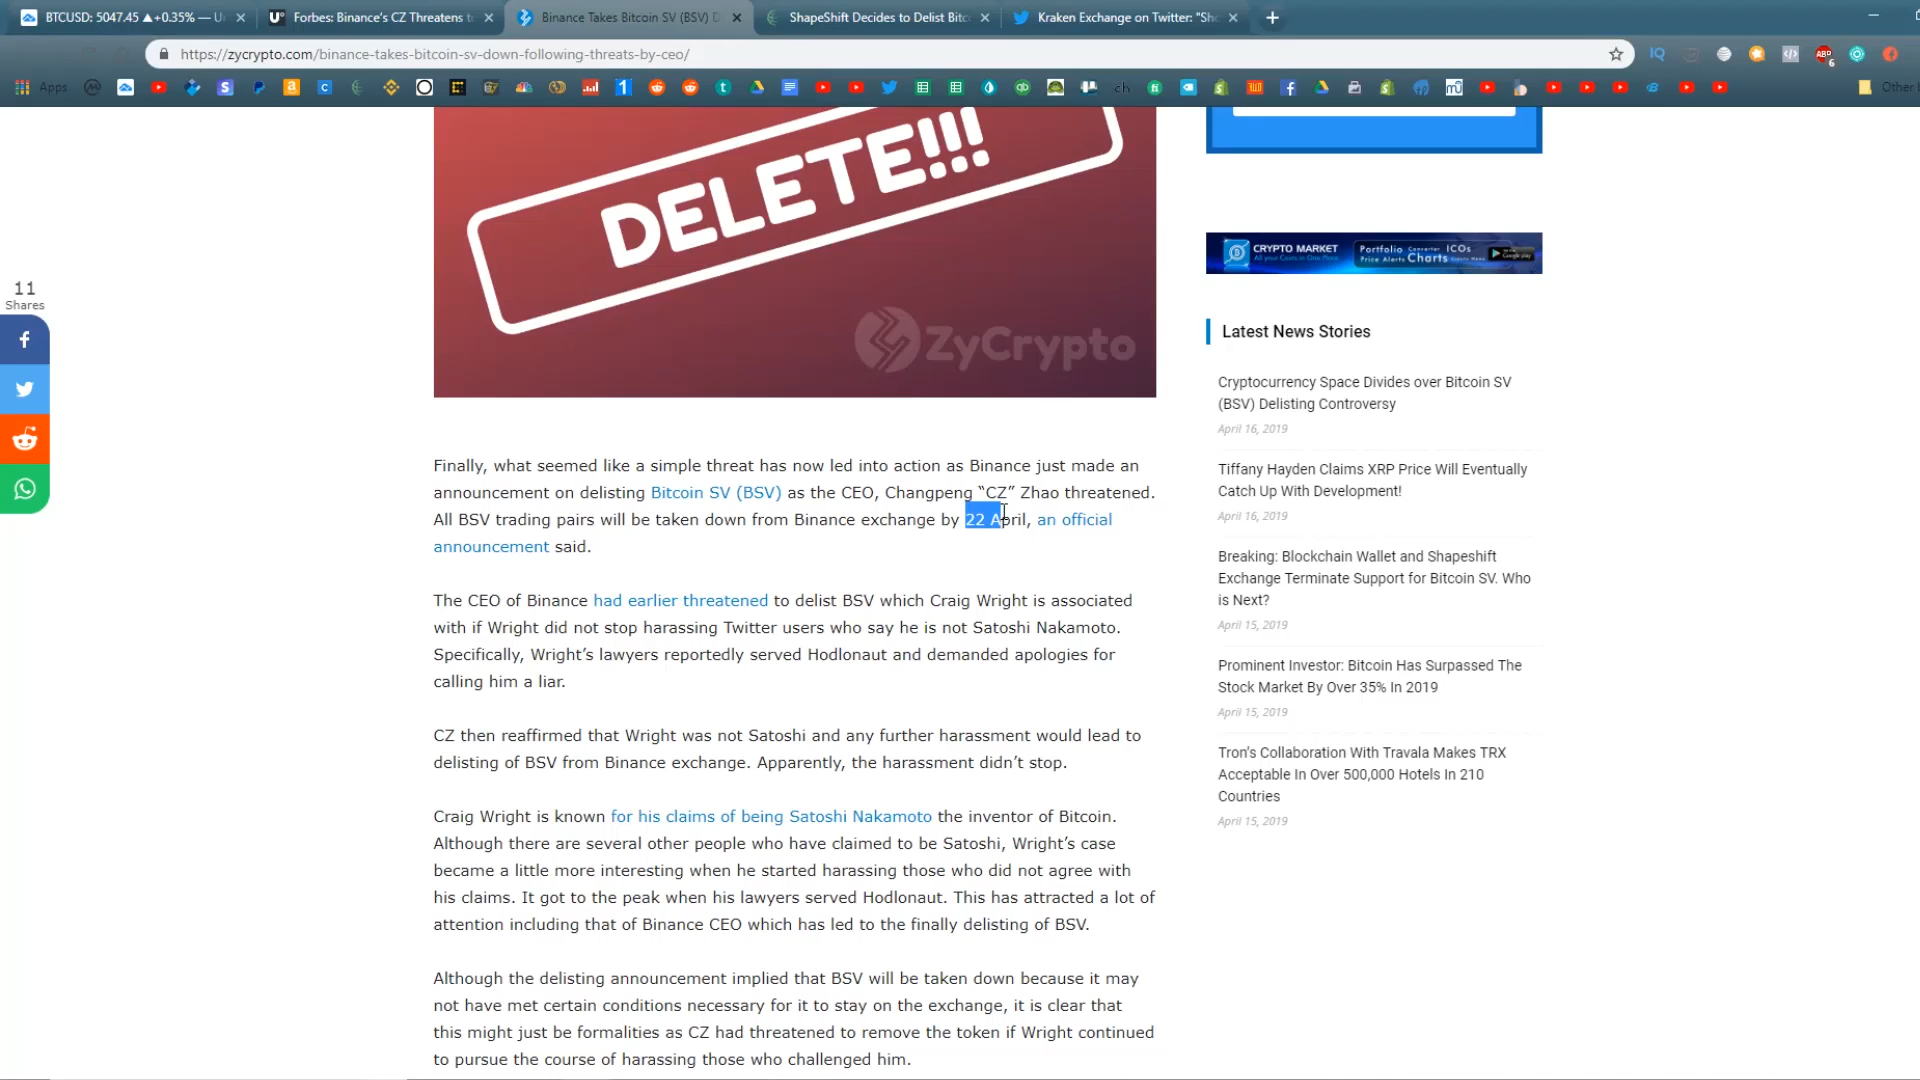 BTCUSD: 5047.45 ▲+0.35% — U
Forbes: Binance's CZ Threatens t
Binance Takes Bitcoin SV (BSV) D
ShapeShift Decides to Delist Bitc
Kraken Exchange on Twitter: "Sh
https://zycrypto.com/binance-takes-bitcoin-sv-down-following-threats-by-ceo/
Apps
Other
DELETE!!!
ZyCrypto
11
Shares
CRYPTO MARKET
All your Coins in One More
Portfolio Converter ICOs
Price Alerts Charts
Google play
Latest News Stories
Cryptocurrency Space Divides over Bitcoin SV
(BSV) Delisting Controversy
April 16, 2019
Tiffany Hayden Claims XRP Price Will Eventually
Catch Up With Development!
April 16, 2019
Breaking: Blockchain Wallet and Shapeshift
Exchange Terminate Support for Bitcoin SV. Who
is Next?
April 15, 2019
Prominent Investor: Bitcoin Has Surpassed The
Stock Market By Over 35% In 2019
April 15, 2019
Tron's Collaboration With Travala Makes TRX
Acceptable In Over 500,000 Hotels In 210
Countries
April 15, 2019
Finally, what seemed like a simple threat has now led into action as Binance just made an
announcement on delisting Bitcoin SV (BSV) as the CEO, Changpeng “CZ” Zhao threatened.
All BSV trading pairs will be taken down from Binance exchange by 22 April, an official
announcement said.
The CEO of Binance had earlier threatened to delist BSV which Craig Wright is associated
with if Wright did not stop harassing Twitter users who say he is not Satoshi Nakamoto.
Specifically, Wright’s lawyers reportedly served Hodlonaut and demanded apologies for
calling him a liar.
CZ then reaffirmed that Wright was not Satoshi and any further harassment would lead to
delisting of BSV from Binance exchange. Apparently, the harassment didn’t stop.
Craig Wright is known for his claims of being Satoshi Nakamoto the inventor of Bitcoin.
Although there are several other people who have claimed to be Satoshi, Wright’s case
became a little more interesting when he started harassing those who did not agree with
his claims. It got to the peak when his lawyers served Hodlonaut. This has attracted a lot of
attention including that of Binance CEO which has led to the finally delisting of BSV.
Although the delisting announcement implied that BSV will be taken down because it may
not have met certain conditions necessary for it to stay on the exchange, it is clear that
this might just be formalities as CZ had threatened to remove the token if Wright continued
to pursue the course of harassing those who challenged him.